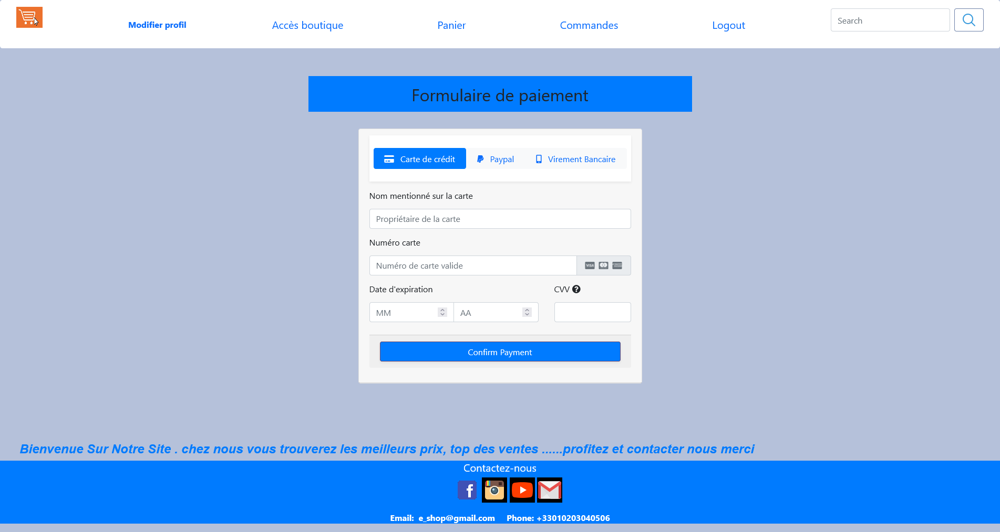 Modifier profil
Accès boutique
Panier
Commandes
Logout
Search
Formulaire de paiement
Carte de crédit
Paypal
Virement Bancaire
Nom mentionné sur la carte
Propriétaire de la carte
Numéro carte
Numéro de carte valide
VISA
Date d'expiration
CVV ?
MM
AA
Confirm Payment
Bienvenue Sur Notre Site . chez nous vous trouverez les meilleurs prix, top des ventes ......profitez et contacter nous merci
Contactez-nous
Email: e_shop@gmail.com Phone: +33010203040506